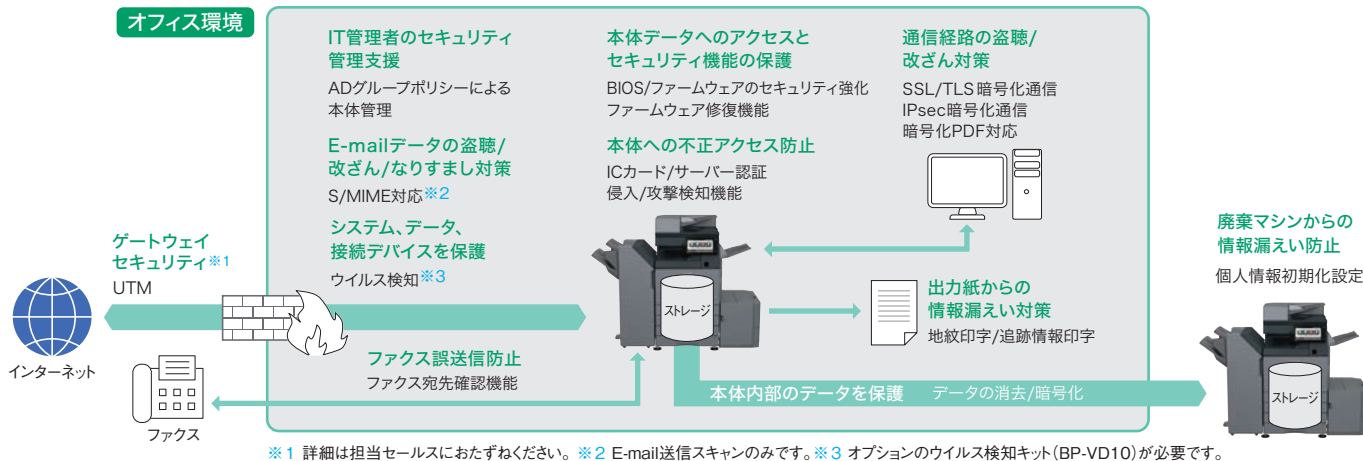 オフィス環境
IT管理者のセキュリティ
管理支援
ADグループポリシーによる
本体管理
E-mailデータの盗聴/
改ざん/なりすまし対策
S/MIME対応※2
システム、データ、
接続デバイスを保護
ウイルス検知※3
本体データへのアクセスと
セキュリティ機能の保護
BIOS/ファームウェアのセキュリティ強化
ファームウェア修復機能
本体への不正アクセス防止
ICカード/サーバー認証
侵入/攻撃検知機能
通信経路の盗聴/
改ざん対策
SSL/TLS暗号化通信
IPsec暗号化通信
暗号化PDF対応
ゲートウェイ
セキュリティ※1
UTM
インターネット
ファクス
ファクス誤送信防止
ファクス宛先確認機能
ストレージ
出力紙からの
情報漏えい対策
地紋印字/追跡情報印字
本体内部のデータを保護 データの消去/暗号化
廃棄マシンからの
情報漏えい防止
個人情報初期化設定
ストレージ
※1 詳細は担当セールスにおたずねください。 ※2 E-mail送信スキャンのみです。 ※3 オプションのウイルス検知キット(BP-VD10)が必要です。